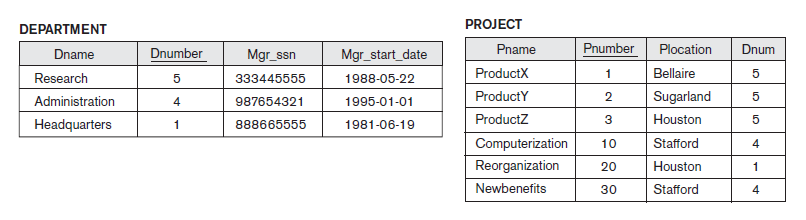 DEPARTMENT
Dname Dnumber Mgr_ssn Mgr_start_date
Research 5 333445555 1988-05-22
Administration 4 987654321 1995-01-01
Headquarters 1 888665555 1981-06-19
PROJECT
Pname Pnumber Plocation Dnum
ProductX 1 Bellaire 5
ProductY 2 Sugarland 5
ProductZ 3 Houston 5
Computerization 10 Stafford 4
Reorganization 20 Houston 1
Newbenefits 30 Stafford 4